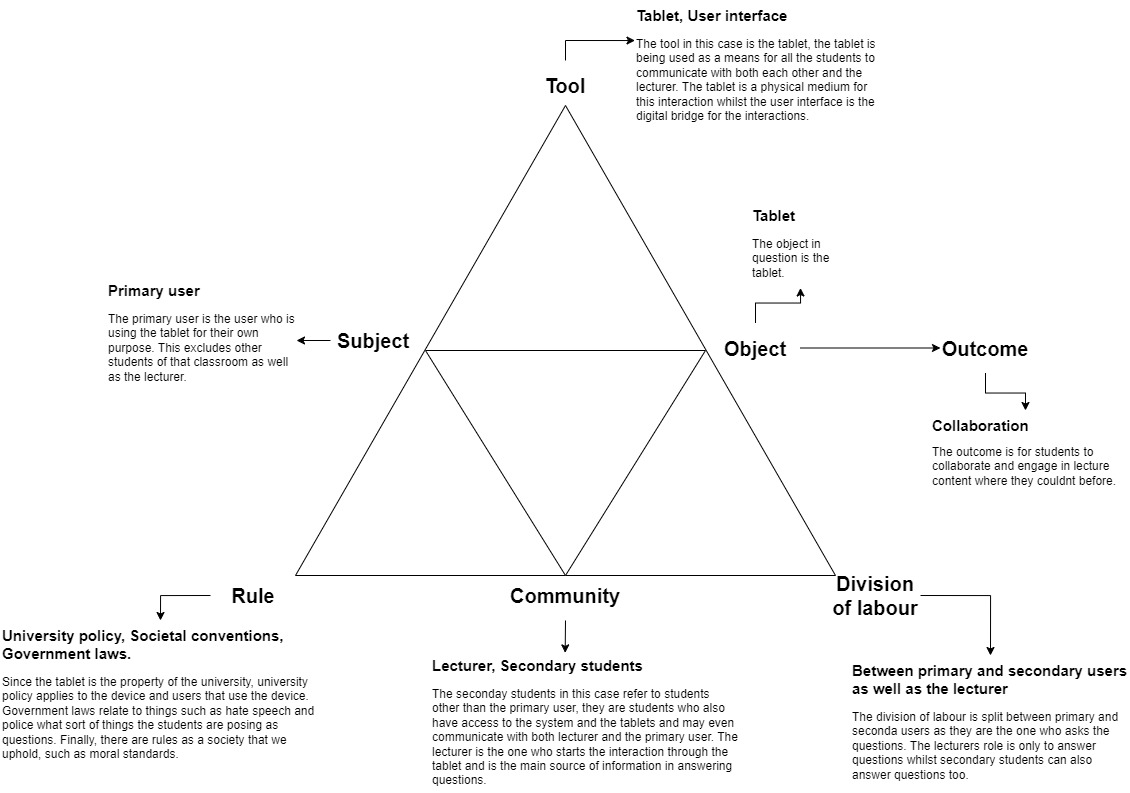 Tablet, User interface
The tool in this case is the tablet, the tablet is
being used as a means for all the students to
communicate with both each other and the
lecturer. The tablet is a physical medium for
this interaction whilst the user interface is the
digital bridge for the interactions.
Tool
Tablet
The object in
question is the
tablet.
Primary user
The primary user is the user who is
using the tablet for their own
purpose. This excludes other
students of that classroom as well
as the lecturer.
Subject
Object
Outcome
Collaboration
The outcome is for students to
collaborate and engage in lecture
content where they couldnt before.
Rule
Community
Division
of labour
University policy, Societal conventions,
Government laws.
Since the tablet is the property of the university, university
policy applies to the device and users that use the device.
Government laws relate to things such as hate speech and
police what sort of things the students are posing as
questions. Finally, there are rules as a society that we
uphold, such as moral standards.
Lecturer, Secondary students
The seconday students in this case refer to students
other than the primary user, they are students who also
have access to the system and the tablets and may even
communicate with both lecturer and the primary user. The
lecturer is the one who starts the interaction through the
tablet and is the main source of information in answering
questions.
Between primary and secondary users
as well as the lecturer
The division of labour is split between primary and
seconda users as they are the one who asks the
questions. The lecturers role is only to answer
questions whilst secondary students can also
answer questions too.